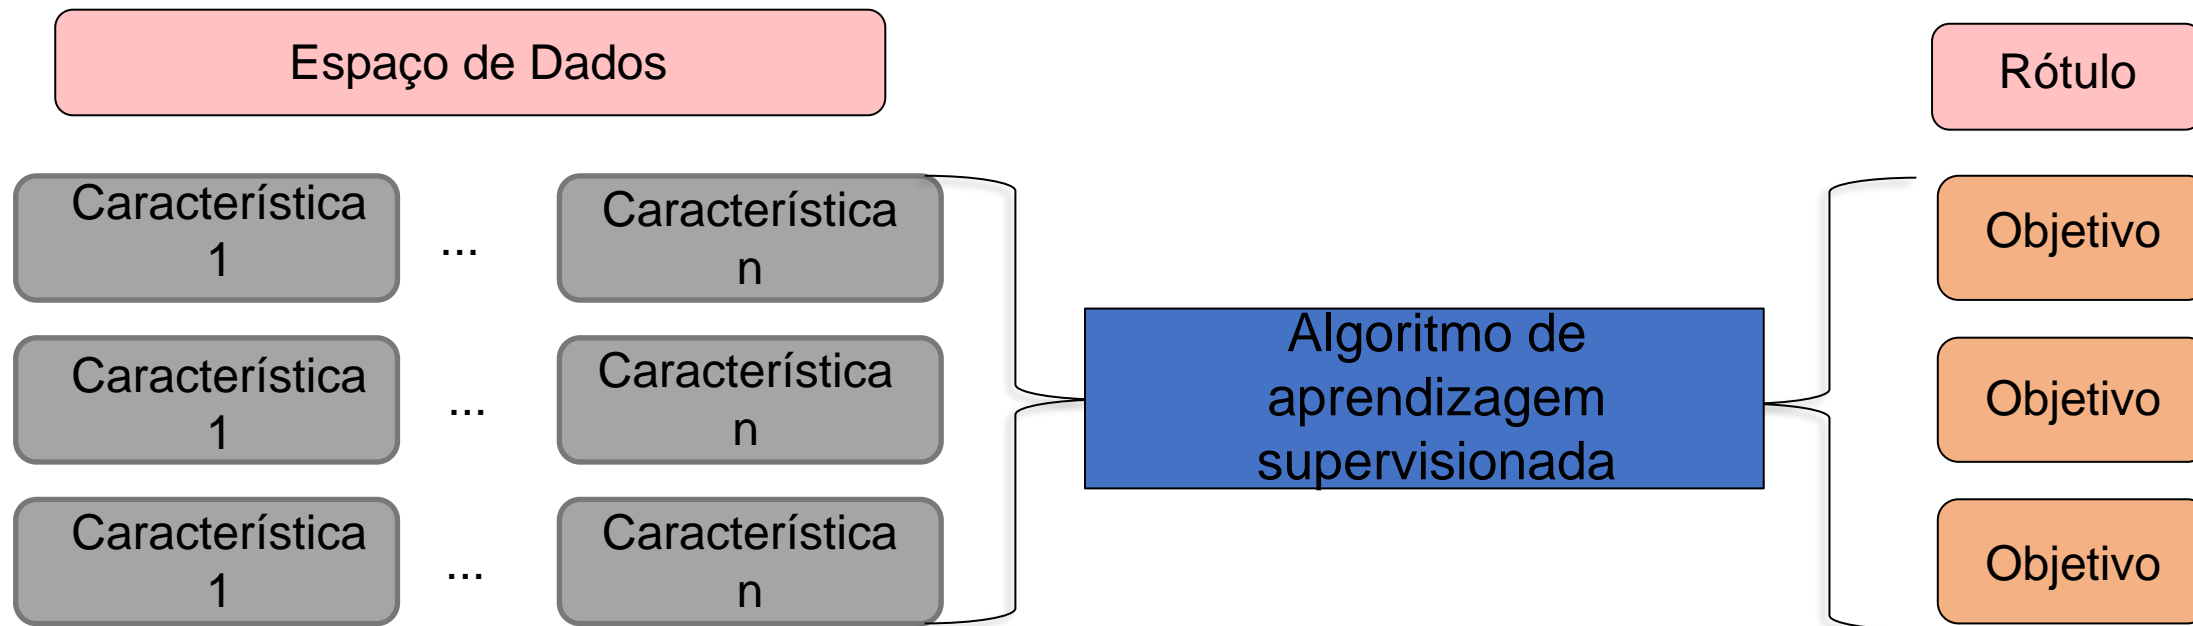 Espaço de Dados
Rótulo
Característica
1
...
Característica
n
Objetivo
Característica
1
...
Característica
n
Objetivo
Característica
1
...
Característica
n
Objetivo
Algoritmo de
aprendizagem
supervisionada